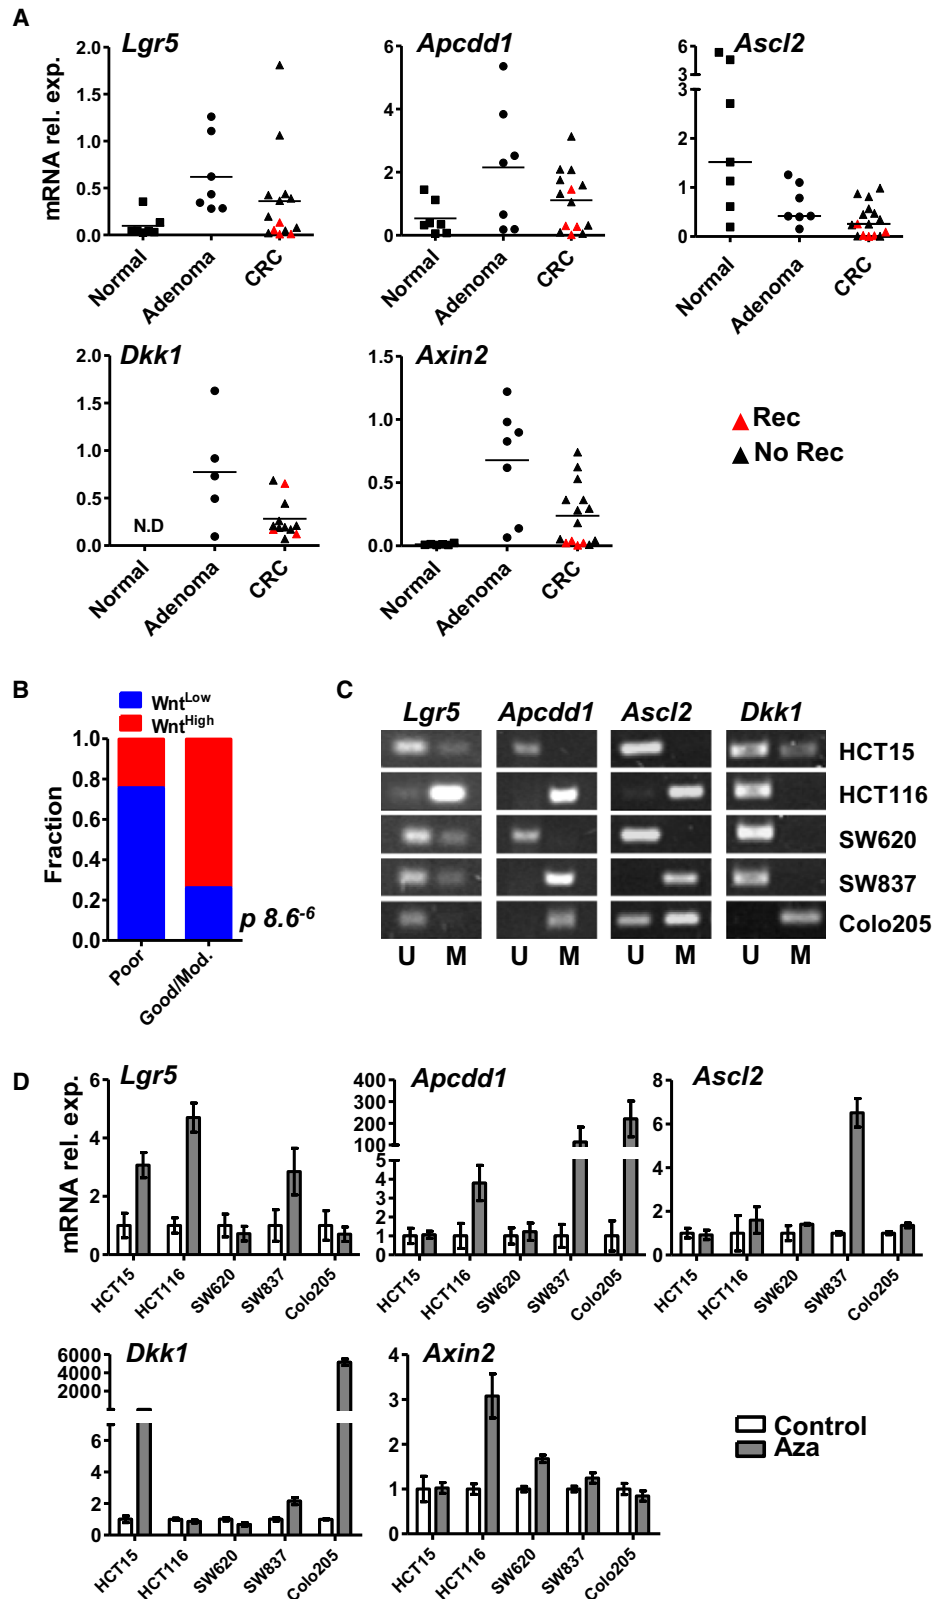 A
Lgr5
Apcdd1
Ascl2
mRNA rel. exp.
2.0
1.5
1.0
0.5
0.0
6
4
2
0
6
3
3
2
1
0
Normal
Adenoma
CRC
Normal
Adenoma
CRC
Normal
Adenoma
CRC
Dkk1
Axin2
2.0
1.5
1.0
0.5
0.0
N.D
1.5
1.0
0.5
0.0
Normal
Adenoma
CRC
Normal
Adenoma
CRC
Rec
No Rec
B
Wnt^Low
Wnt^High
Fraction
1.0
0.8
0.6
0.4
0.2
0.0
p 8.6^-6
Poor
Good/Mod.
C
Lgr5 Apcdd1 Ascl2 Dkk1
HCT15
HCT116
SW620
SW837
Colo205
U M U M U M U M
D
Lgr5
Apcdd1
Ascl2
mRNA rel. exp.
6
4
2
0
400
300
200
100
5
4
3
2
1
0
8
6
4
2
0
HCT15
HCT116
SW620
SW837
Colo205
HCT15
HCT116
SW620
SW837
Colo205
HCT15
HCT116
SW620
SW837
Colo205
Dkk1
Axin2
6000
4000
2000
6
4
2
0
4
3
2
1
0
HCT15
HCT116
SW620
SW837
Colo205
HCT15
HCT116
SW620
SW837
Colo205
Control
Aza